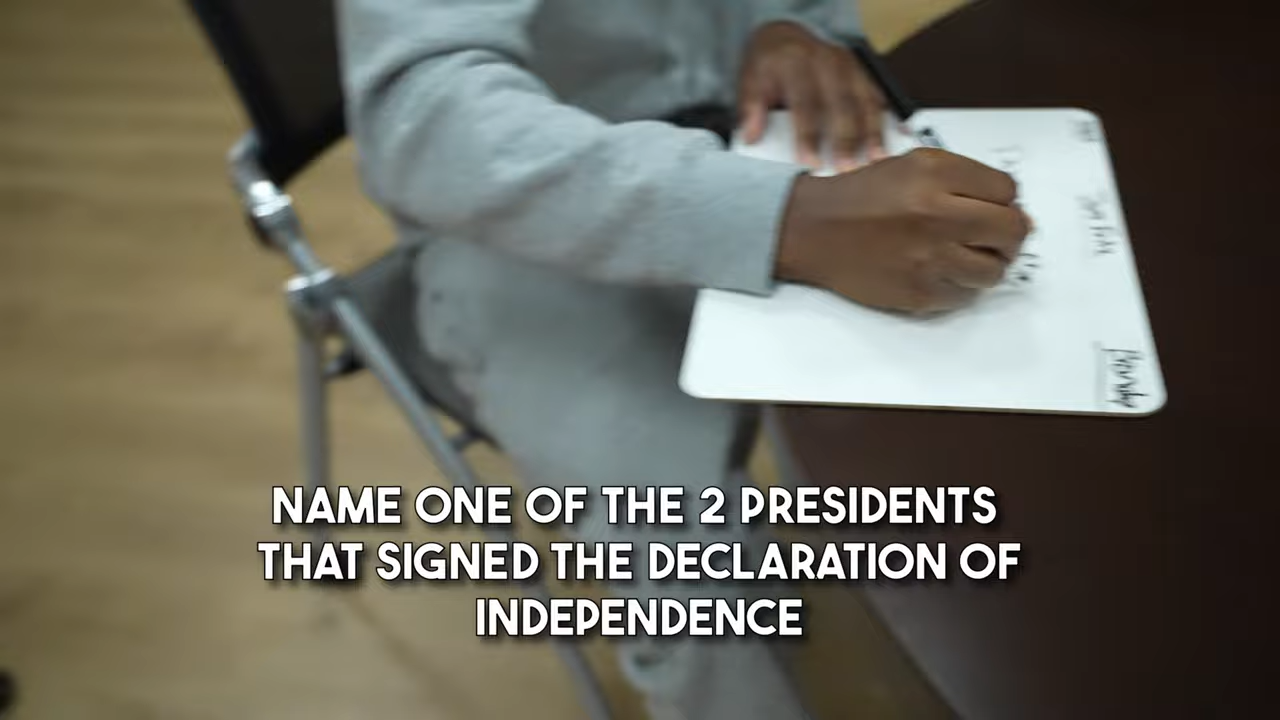 NAME ONE OF THE 2 PRESIDENTS
THAT SIGNED THE DECLARATION OF
INDEPENDENCE